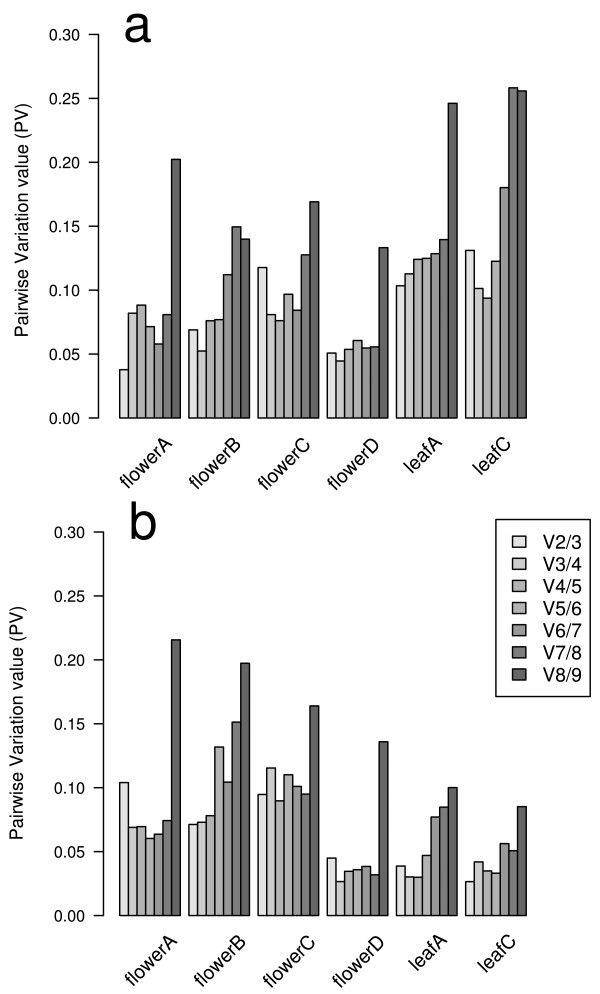 a
Pairwise Variation value (PV)
0.30
0.25
0.20
0.15
0.10
0.05
0.00
flowerA
flowerB
flowerC
flowerD
leafA
leafC
b
Pairwise Variation value (PV)
0.30
0.25
0.20
0.15
0.10
0.05
0.00
V2/3
V3/4
V4/5
V5/6
V6/7
V7/8
V8/9
flowerA
flowerB
flowerC
flowerD
leafA
leafC